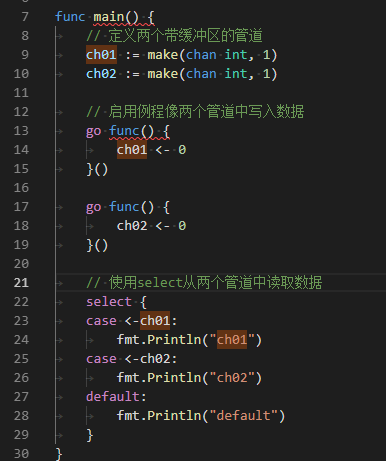 7 func main() {
8 // 定义两个带缓冲区的管道
9 ch01 := make(chan int, 1)
10 ch02 := make(chan int, 1)
11
12 // 启用例程像两个管道中写入数据
13 go func() {
14 ch01 <- 0
15 }()
16
17 go func() {
18 ch02 <- 0
19 }()
20
21 // 使用select从两个管道中读取数据
22 select {
23 case <-ch01:
24 fmt.Println("ch01")
25 case <-ch02:
26 fmt.Println("ch02")
27 default:
28 fmt.Println("default")
29 }
30 }